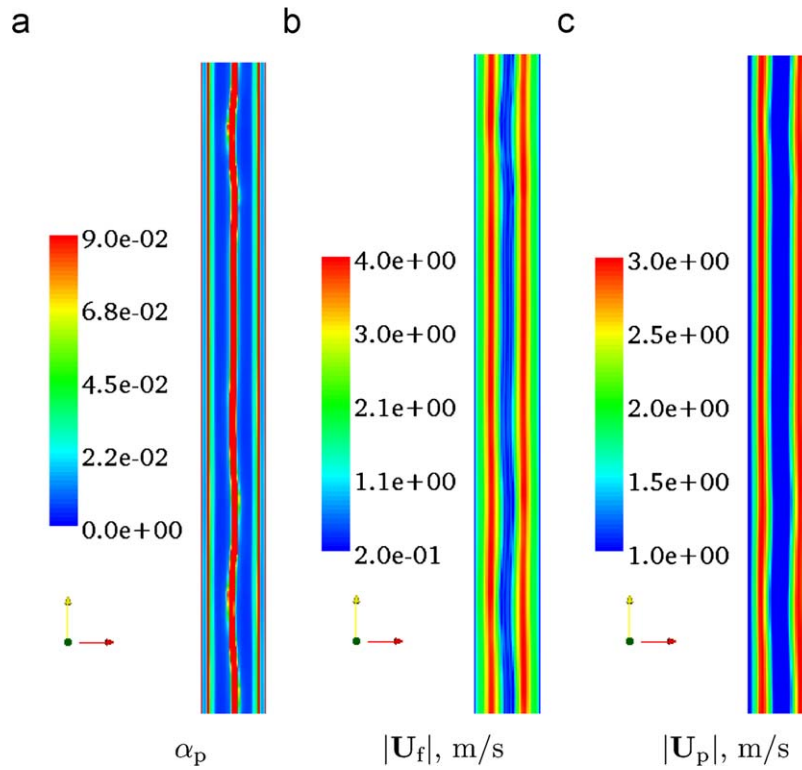 a
b
c
9.0e-02
6.8e-02
4.5e-02
2.2e-02
0.0e+00
4.0e+00
3.0e+00
2.1e+00
1.1e+00
2.0e-01
3.0e+00
2.5e+00
2.0e+00
1.5e+00
1.0e+00
αp
|Uf|, m/s
|Up|, m/s